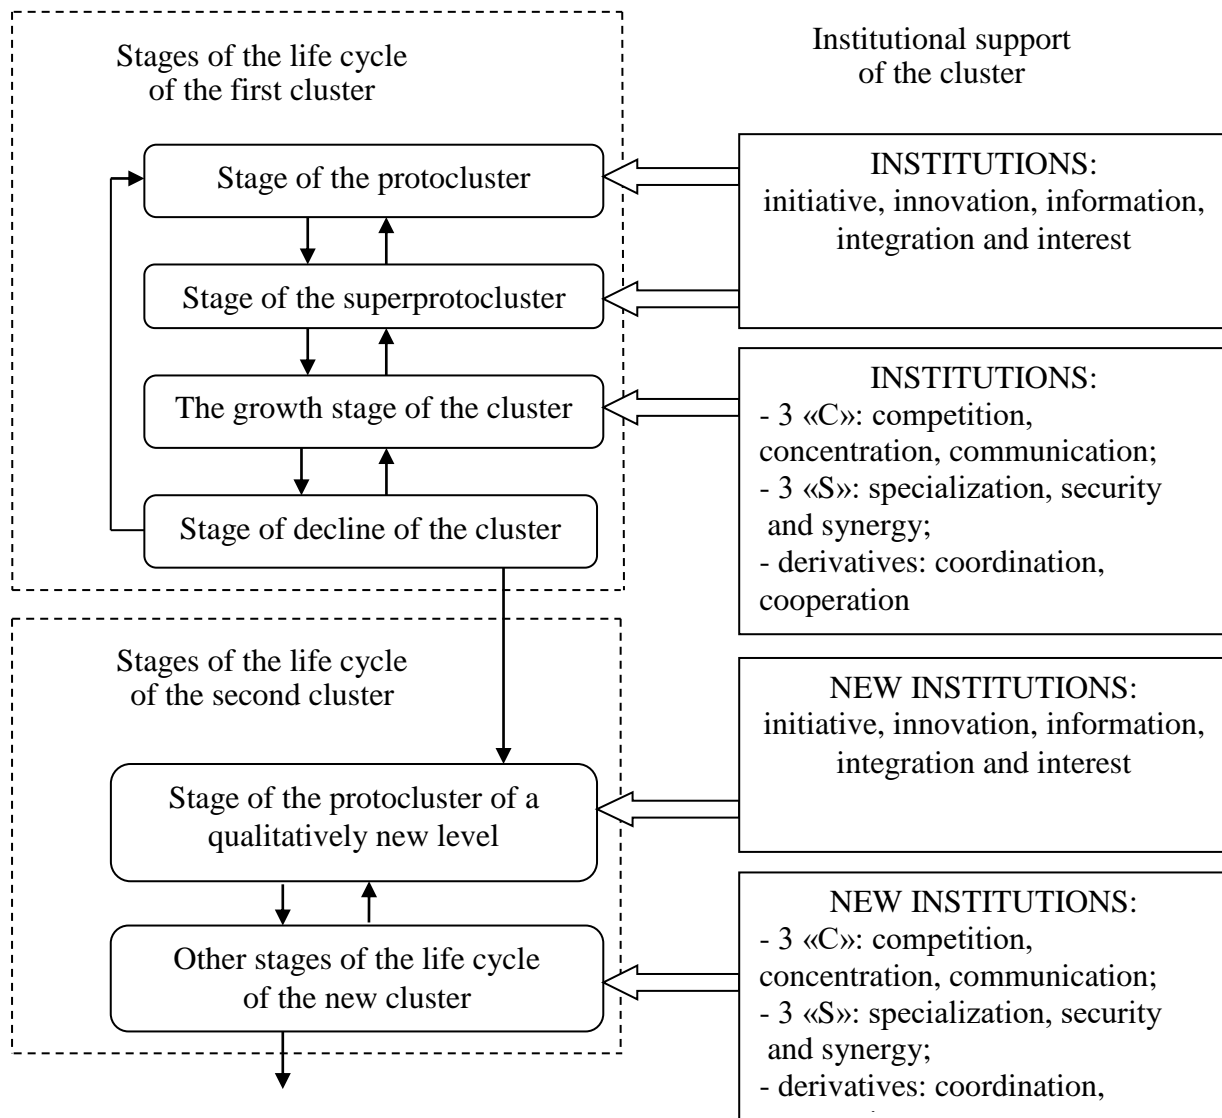 Stages of the life cycle
of the first cluster
Institutional support
of the cluster
Stage of the protocluster
Stage of the superprotocluster
The growth stage of the cluster
Stage of decline of the cluster
INSTITUTIONS:
initiative, innovation, information,
integration and interest
INSTITUTIONS:
- 3 «C»: competition,
concentration, communication;
- 3 «S»: specialization, security
and synergy;
- derivatives: coordination,
cooperation
Stages of the life cycle
of the second cluster
Stage of the protocluster of a
qualitatively new level
Other stages of the life cycle
of the new cluster
NEW INSTITUTIONS:
initiative, innovation, information,
integration and interest
NEW INSTITUTIONS:
- 3 «C»: competition,
concentration, communication;
- 3 «S»: specialization, security
and synergy;
- derivatives: coordination,